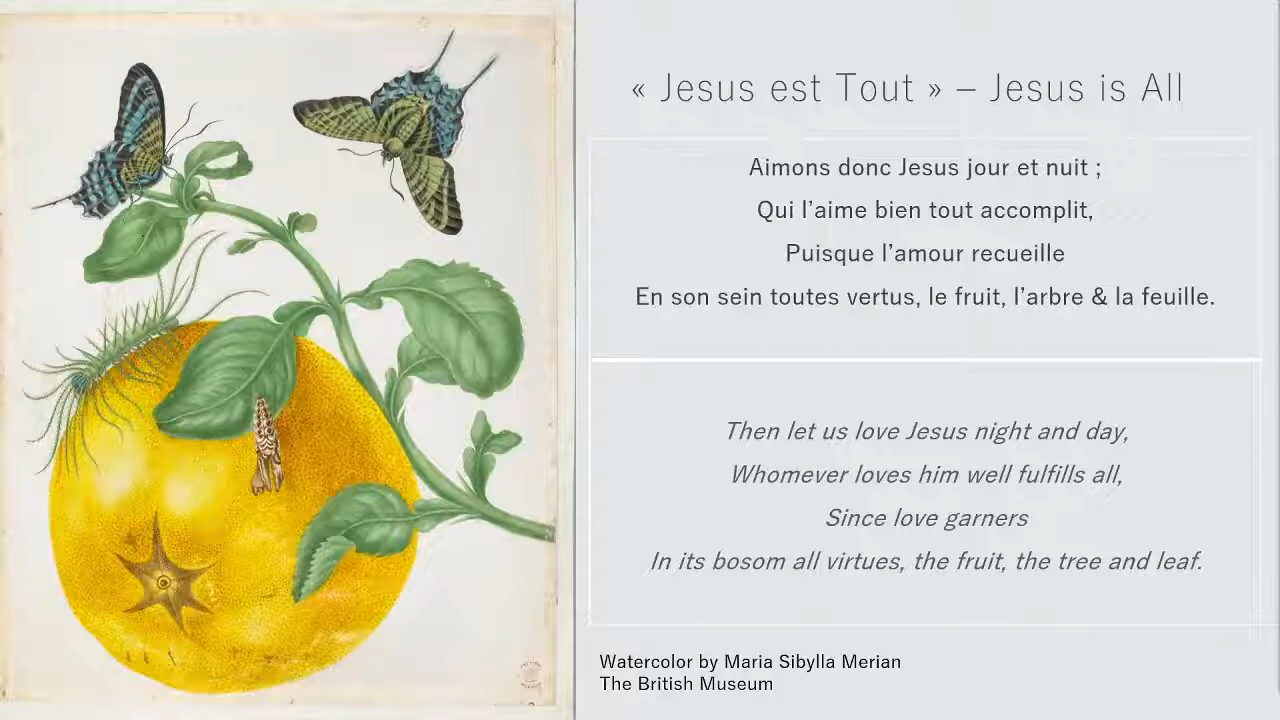 « Jesus est Tout » – Jesus is All
Aimons donc Jesus jour et nuit ;
Qui l'aime bien tout accomplit,
Puisque l'amour recueille
En son sein toutes vertus, le fruit, l'arbre & la feuille.
Then let us love Jesus night and day,
Whomever loves him well fulfills all,
Since love garners
In its bosom all virtues, the fruit, the tree and leaf.
Watercolor by Maria Sibylla Merian
The British Museum